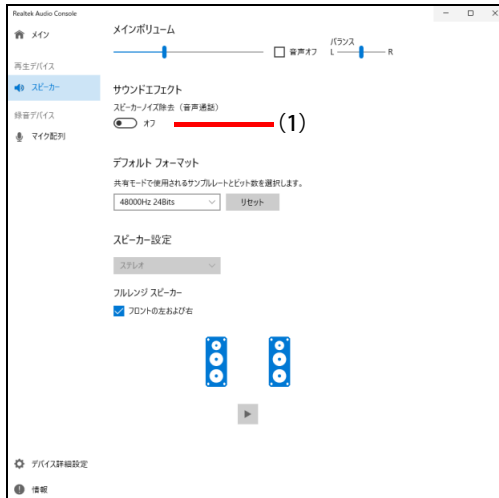 Realtek Audio Console
メイン
再生デバイス
スピーカー
録音デバイス
マイク配列
デバイス詳細設定
情報
メインボリューム
音声オフ
バランス
L
R
サウンドエフェクト
スピーカーノイズ除去（音声通話）
オフ
(1)
デフォルト フォーマット
共有モードで使用されるサンプルレートとビット数を選択します。
48000Hz 24Bits
リセット
スピーカー設定
ステレオ
フルレンジ スピーカー
フロントの左および右